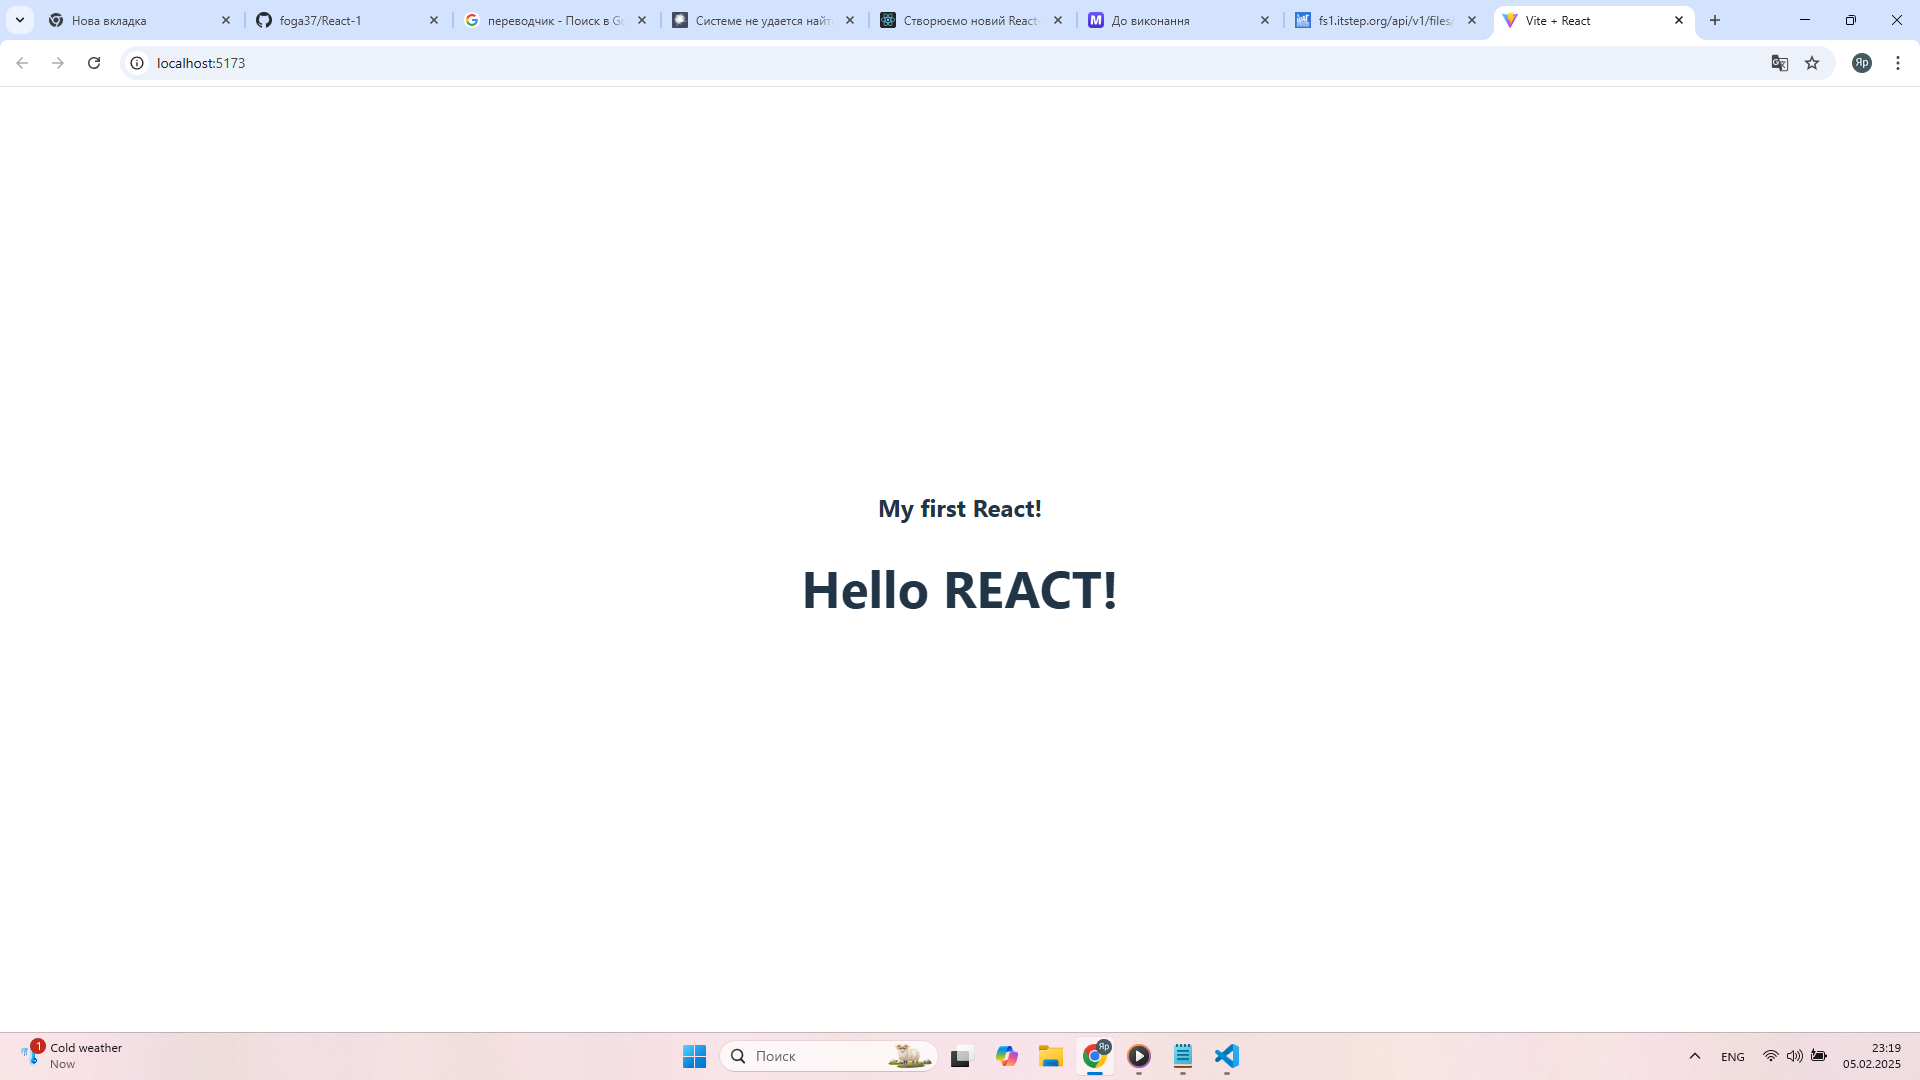 Нова вкладка
foga37/React-1
переводчик - Поиск в Go
Системе не удается найт
Створюємо новий React-
До виконання
fs1.itstep.org/api/v1/files/
Vite + React
localhost:5173
Яр
My first React!
Hello REACT!
1
Cold weather
Now
Поиск
Яр
ENG
23:19
05.02.2025